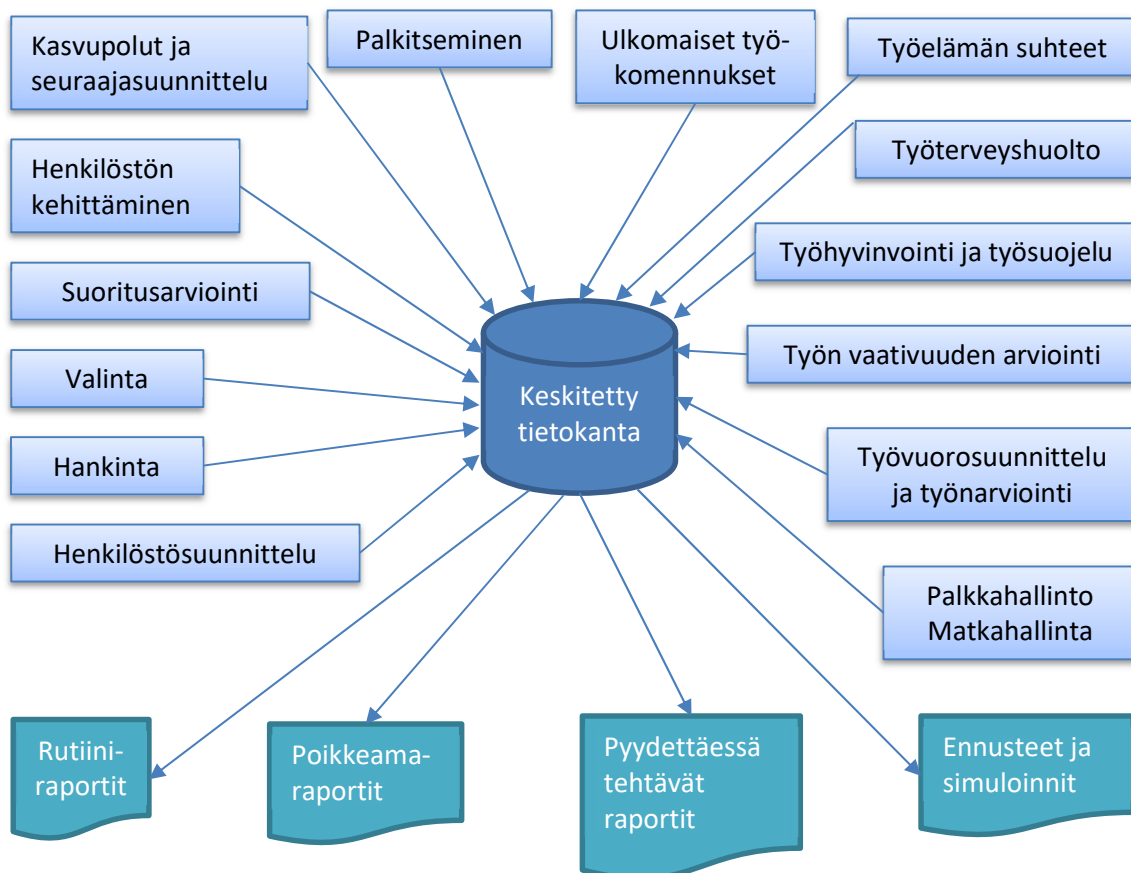 Kasvupolut ja
seuraajasuunnittelu
Palkitseminen
Ulkomaiset työ-
komennukset
Työelämän suhteet
Henkilöstön
kehittäminen
Työterveyshuolto
Suoritusarviointi
Työhyvinvointi ja työsuojelu
Valinta
Työn vaativuuden arviointi
Keskitetty
tietokanta
Hankinta
Työvuorosuunnittelu
ja työnarviointi
Henkilöstösuunnittelu
Palkkahallinto
Matkahallinta
Rutiini-
raportit
Poikkeama-
raportit
Pyydettäessä
tehtävät
raportit
Ennusteet ja
simuloinnit